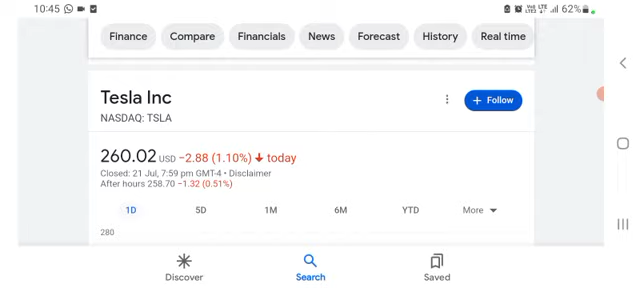 10:45 62%
Finance Compare Financials News Forecast History Real time
Tesla Inc
+ Follow
NASDAQ: TSLA
260.02 USD −2.88 (1.10%) today
Closed: 21 Jul, 7:59 pm GMT-4 • Disclaimer
After hours 258.70 −1.32 (0.51%)
1D 5D 1M 6M YTD More
280
Discover Search Saved